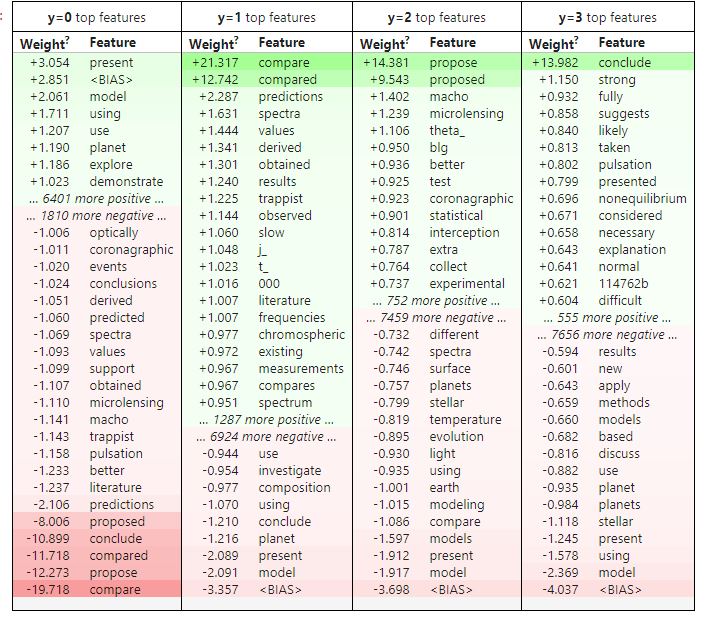 y=0 top features
Weight? Feature
+3.054 present
+2.851 <BIAS>
+2.061 model
+1.711 using
+1.207 use
+1.190 planet
+1.186 explore
+1.023 demonstrate
... 6401 more positive ...
... 1810 more negative ...
-1.006 optically
-1.011 coronagraphic
-1.020 events
-1.024 conclusions
-1.051 derived
-1.060 predicted
-1.069 spectra
-1.093 values
-1.099 support
-1.107 obtained
-1.110 microlensing
-1.141 macho
-1.143 trappist
-1.158 pulsation
-1.233 better
-1.237 literature
-2.106 predictions
-8.006 proposed
-10.899 conclude
-11.718 compared
-12.273 propose
-19.718 compare
y=1 top features
Weight? Feature
+21.317 compare
+12.742 compared
+2.287 predictions
+1.631 spectra
+1.444 values
+1.341 derived
+1.301 obtained
+1.240 results
+1.225 trappist
+1.144 observed
+1.060 slow
+1.048 j_
+1.023 t_
+1.016 000
+1.007 literature
+1.007 frequencies
+0.977 chromospheric
+0.972 existing
+0.967 measurements
+0.967 compares
+0.951 spectrum
... 1287 more positive ...
... 6924 more negative ...
-0.944 use
-0.954 investigate
-0.977 composition
-1.070 using
-1.210 conclude
-1.216 planet
-2.089 present
-2.091 model
-3.357 <BIAS>
y=2 top features
Weight? Feature
+14.381 propose
+9.543 proposed
+1.402 macho
+1.239 microlensing
+1.106 theta_
+0.950 blg
+0.936 better
+0.925 test
+0.923 coronagraphic
+0.901 statistical
+0.814 interception
+0.787 extra
+0.764 collect
+0.737 experimental
... 752 more positive ...
... 7459 more negative ...
-0.732 different
-0.742 spectra
-0.746 surface
-0.757 planets
-0.799 stellar
-0.819 temperature
-0.895 evolution
-0.930 light
-0.935 using
-1.001 earth
-1.015 modeling
-1.086 compare
-1.597 models
-1.912 present
-1.917 model
-3.698 <BIAS>
y=3 top features
Weight? Feature
+13.982 conclude
+1.150 strong
+0.932 fully
+0.858 suggests
+0.840 likely
+0.813 taken
+0.802 pulsation
+0.799 presented
+0.696 nonequilibrium
+0.671 considered
+0.658 necessary
+0.643 explanation
+0.641 normal
+0.621 114762b
+0.604 difficult
... 555 more positive ...
... 7656 more negative ...
-0.594 results
-0.601 new
-0.643 apply
-0.659 methods
-0.660 models
-0.682 based
-0.816 discuss
-0.882 use
-0.935 planet
-0.984 planets
-1.118 stellar
-1.245 present
-1.578 using
-2.369 model
-4.037 <BIAS>